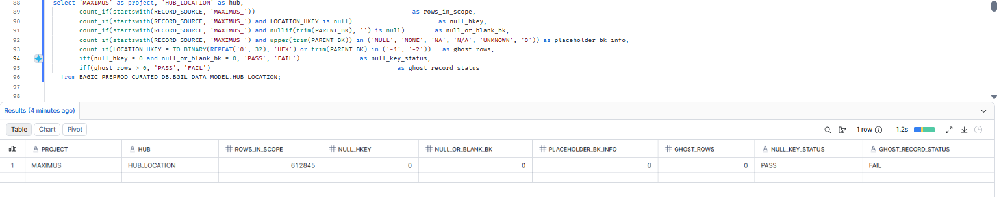 88 select 'MAXIMUS' as project, 'HUB_LOCATION' as hub,
89 count_if(startswith(RECORD_SOURCE, 'MAXIMUS_')) as rows_in_scope,
90 count_if(startswith(RECORD_SOURCE, 'MAXIMUS_') and LOCATION_HKEY is null) as null_hkey,
91 count_if(startswith(RECORD_SOURCE, 'MAXIMUS_') and nullif(trim(PARENT_BK), '') is null) as null_or_blank_bk,
92 count_if(startswith(RECORD_SOURCE, 'MAXIMUS_') and upper(trim(PARENT_BK)) in ('NULL', 'NONE', 'NA', 'N/A', 'UNKNOWN', '0')) as placeholder_bk_info,
93 count_if(LOCATION_HKEY = TO_BINARY(REPEAT('0', 32), 'HEX') or trim(PARENT_BK) in ('-1', '-2')) as ghost_rows,
94 iff(null_hkey = 0 and null_or_blank_bk = 0, 'PASS', 'FAIL') as null_key_status,
95 iff(ghost_rows > 0, 'PASS', 'FAIL') as ghost_record_status
96 from BAGIC_PREPROD_CURATED_DB.BGIL_DATA_MODEL.HUB_LOCATION;
97
98
Results (4 minutes ago)
Table Chart Pivot 1 row 1.2s
PROJECT HUB ROWS_IN_SCOPE NULL_HKEY NULL_OR_BLANK_BK PLACEHOLDER_BK_INFO GHOST_ROWS NULL_KEY_STATUS GHOST_RECORD_STATUS
1 MAXIMUS HUB_LOCATION 612845 0 0 0 0 PASS FAIL